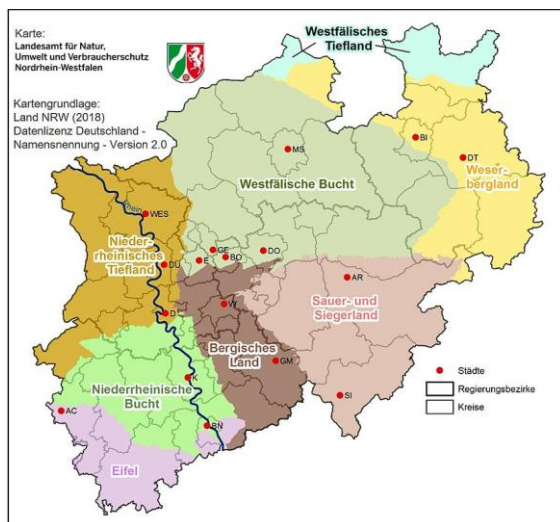 Karte:
Landesamt für Natur,
Umwelt und Verbraucherschutz
Nordrhein-Westfalen
Kartengrundlage:
Land NRW (2018)
Datenlizenz Deutschland -
Namensnennung - Version 2.0
Westfälisches
Tiefland
BI
MS
DT
Weser-
bergland
Westfälische Bucht
Rhein
WES
Nieder-
rheinisches
Tiefland
GE
DO
E
BO
DU
AR
W
Sauer- und
Siegerland
D
Bergisches
Land
GM
K
Niederrheinische
Bucht
SI
AC
BN
Eifel
Städte
Regierungsbezirke
Kreise